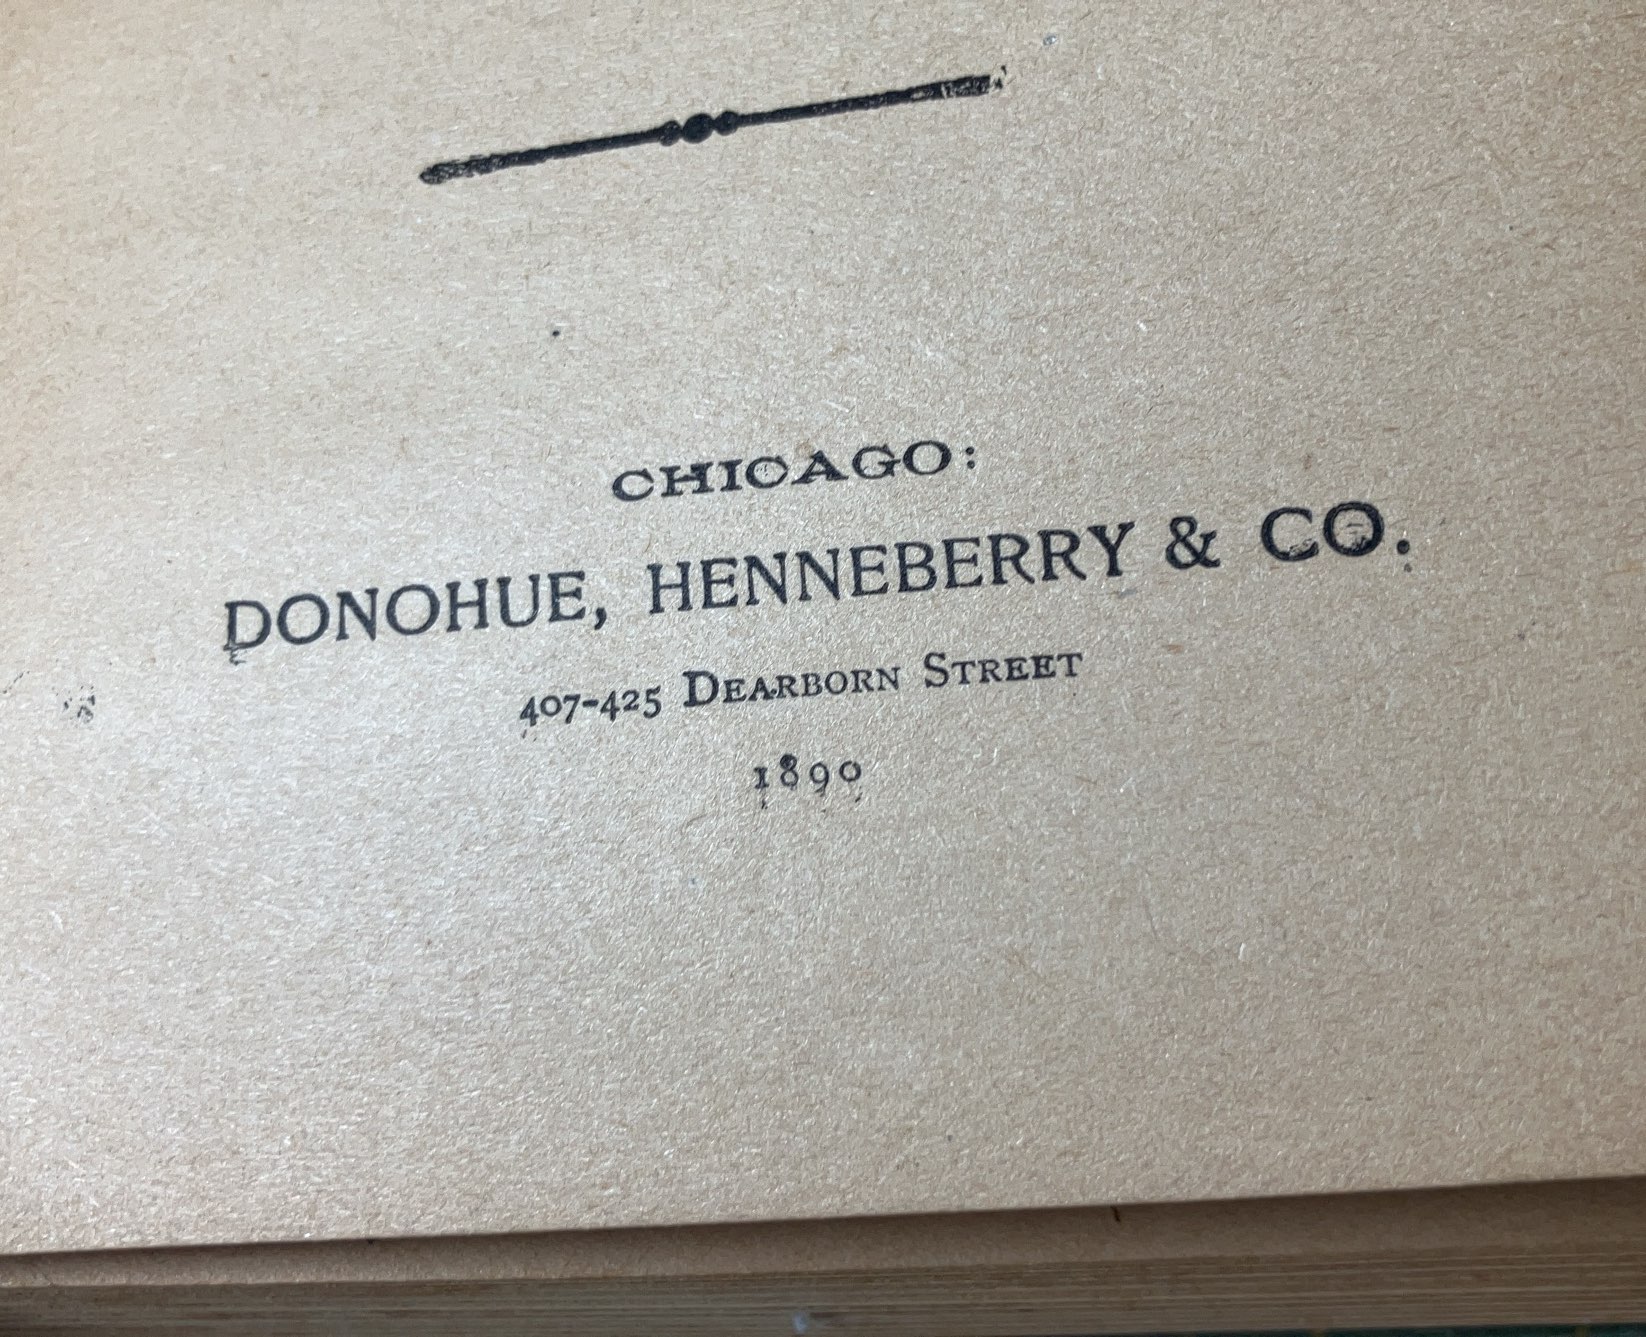 CHICAGO:
DONOHUE, HENNEBERRY & CO.
407-425 DEARBORN STREET
1890